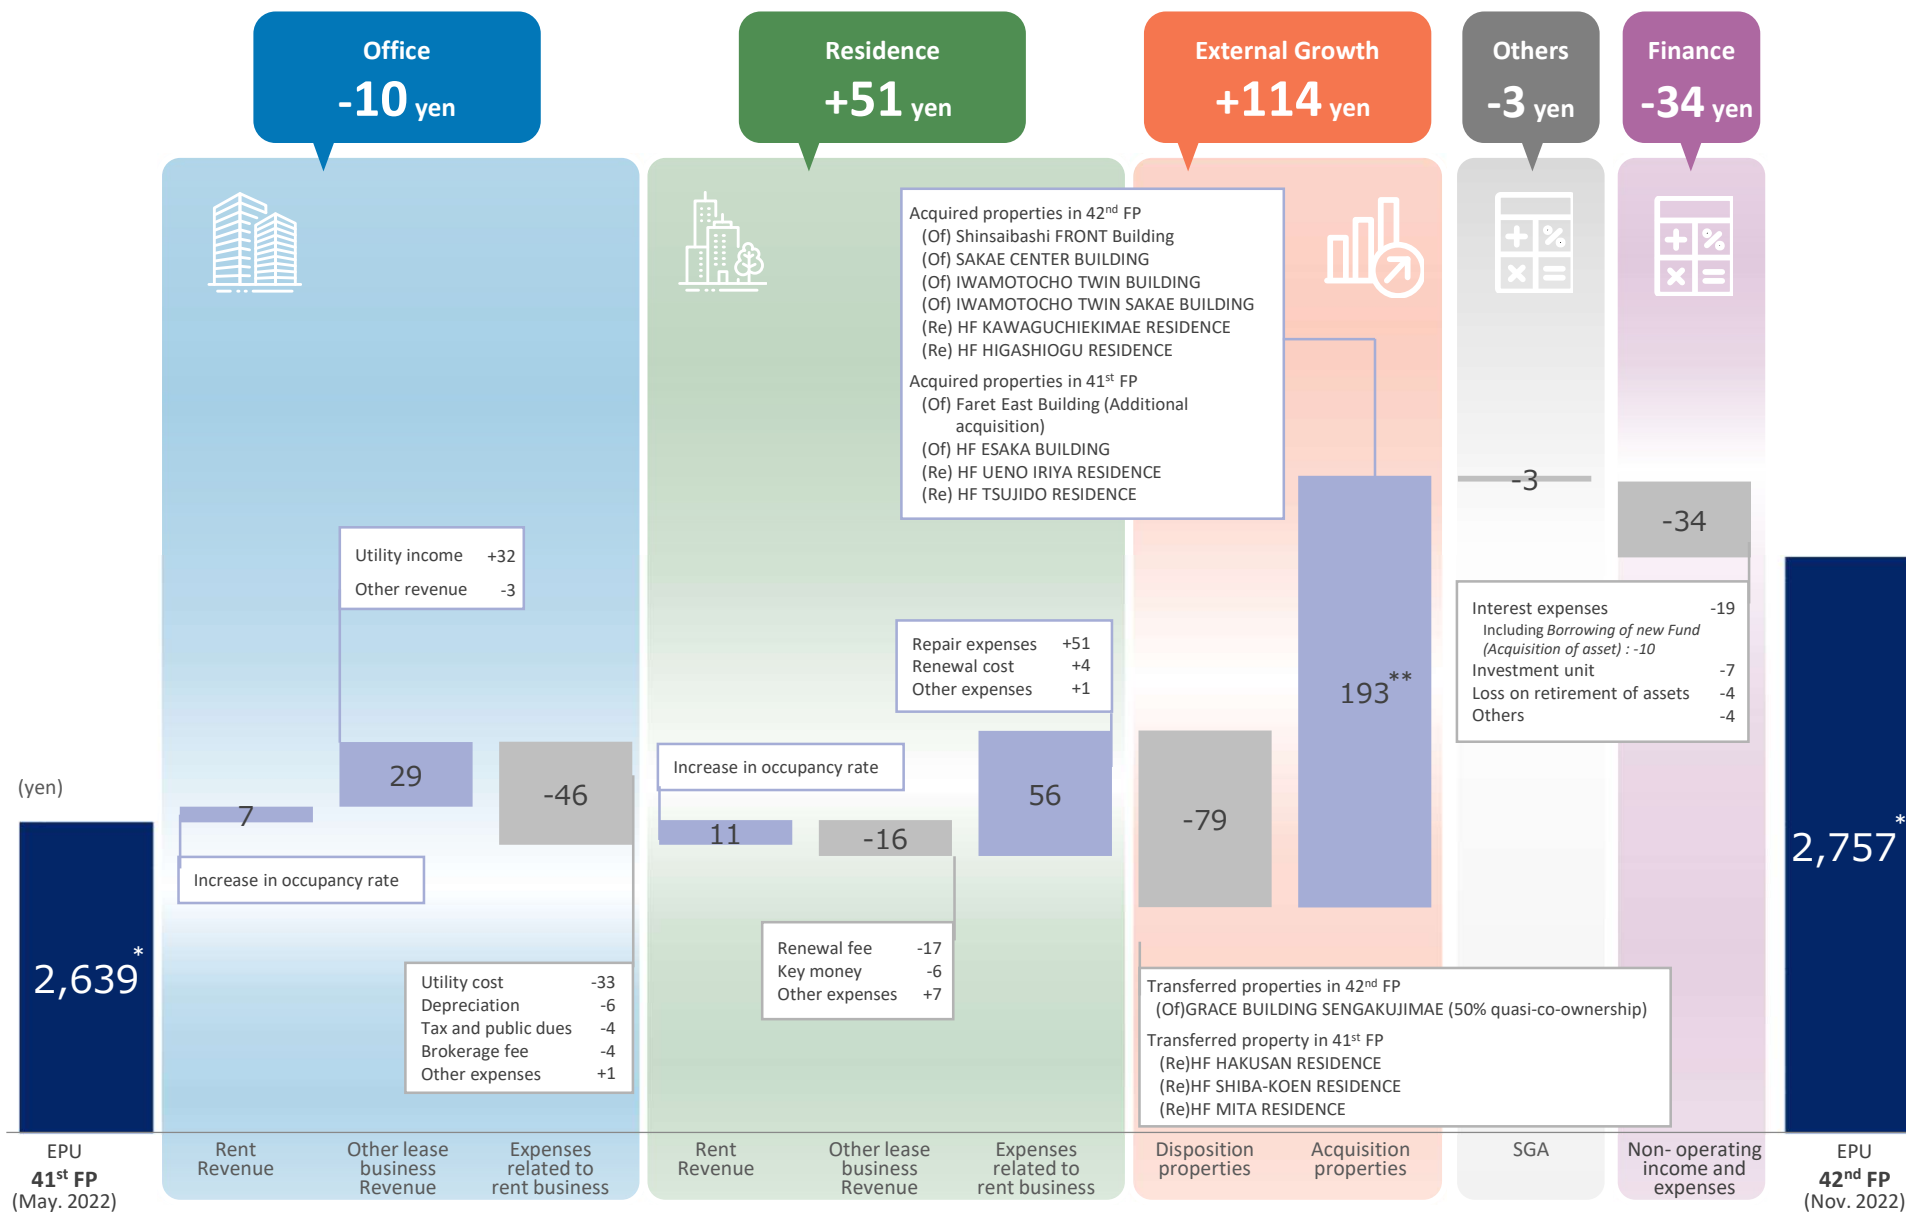 Office
-10 yen
Residence
+51 yen
External Growth
+114 yen
Others
-3 yen
Finance
-34 yen
Acquired properties in 42nd FP
(Of) Shinsaibashi FRONT Building
(Of) SAKAE CENTER BUILDING
(Of) IWAMOTOCHO TWIN BUILDING
(Of) IWAMOTOCHO TWIN SAKAE BUILDING
(Re) HF KAWAGUCHIEKIMAE RESIDENCE
(Re) HF HIGASHIOGU RESIDENCE
Acquired properties in 41st FP
(Of) Faret East Building (Additional
acquisition)
(Of) HF ESAKA BUILDING
(Re) HF UENO IRIYA RESIDENCE
(Re) HF TSUJIDO RESIDENCE
Utility income +32
Other revenue -3
Repair expenses +51
Renewal cost +4
Other expenses +1
-3
-34
Interest expenses -19
Including Borrowing of new Fund
(Acquisition of asset) : -10
Investment unit -7
Loss on retirement of assets -4
Others -4
193**
(yen)
7
29
-46
Increase in occupancy rate
11
-16
56
-79
Increase in occupancy rate
2,639*
2,757*
Utility cost -33
Depreciation -6
Tax and public dues -4
Brokerage fee -4
Other expenses +1
Renewal fee -17
Key money -6
Other expenses +7
Transferred properties in 42nd FP
(Of)GRACE BUILDING SENGAKUJIMAE (50% quasi-co-ownership)
Transferred property in 41st FP
(Re)HF HAKUSAN RESIDENCE
(Re)HF SHIBA-KOEN RESIDENCE
(Re)HF MITA RESIDENCE
EPU
41st FP
(May. 2022)
Rent
Revenue
Other lease
business
Revenue
Expenses
related to
rent business
Rent
Revenue
Other lease
business
Revenue
Expenses
related to
rent business
Disposition
properties
Acquisition
properties
SGA
Non- operating
income and
expenses
EPU
42nd FP
(Nov. 2022)